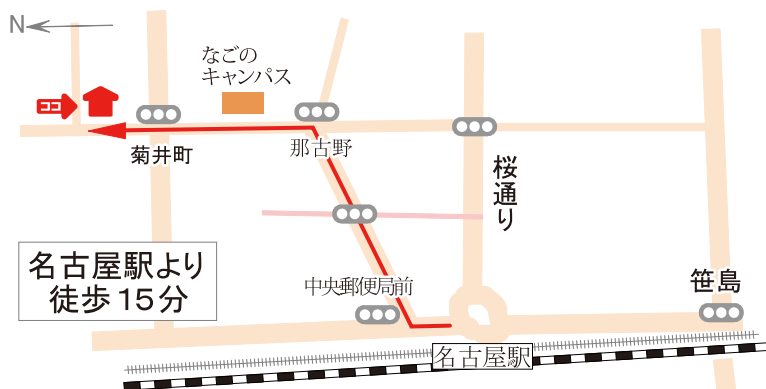 N
なごの
キャンパス
ココ
菊井町
那古野
桜通り
名古屋駅より
徒歩15分
中央郵便局前
笹島
名古屋駅